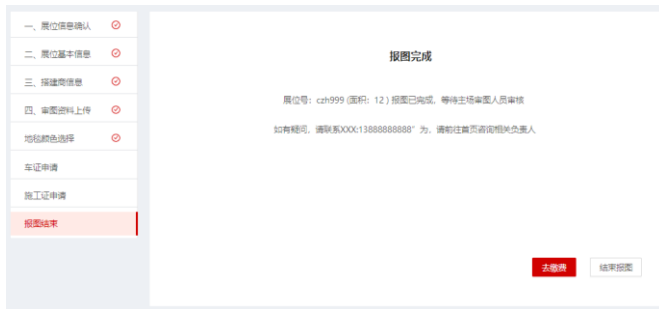 一、展位信息确认
二、展位基本信息
三、搭建商信息
四、审图资料上传
地毯颜色选择
车证申请
施工证申请
报图结束
报图完成
展位号：czh999 (面积：12 ) 报图已完成，等待主场审图人员审核
如有疑问，请联系XXX:13888888888" 为，请前往首页咨询相关负责人
去缴费
结束报图